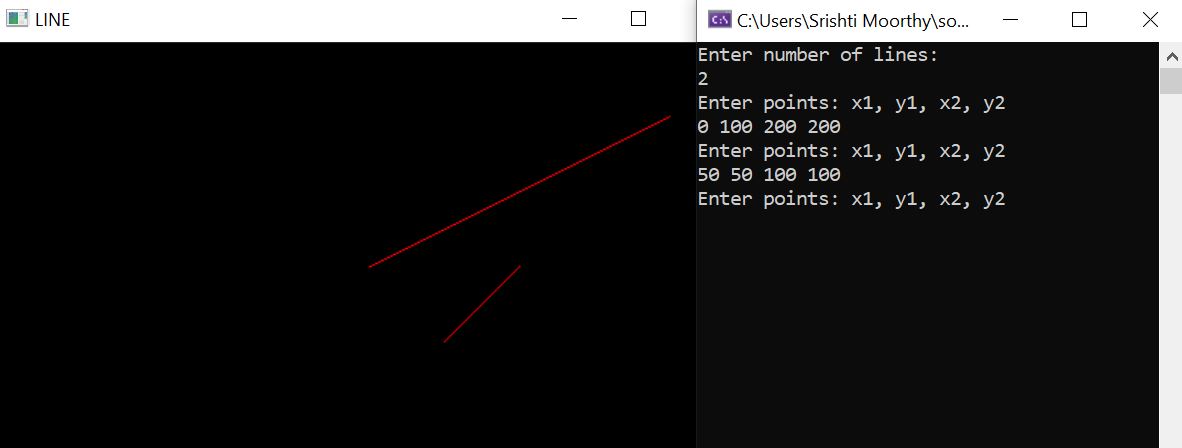 LINE
C:\Users\Srishti Moorthy\so...
Enter number of lines:
2
Enter points: x1, y1, x2, y2
0 100 200 200
Enter points: x1, y1, x2, y2
50 50 100 100
Enter points: x1, y1, x2, y2